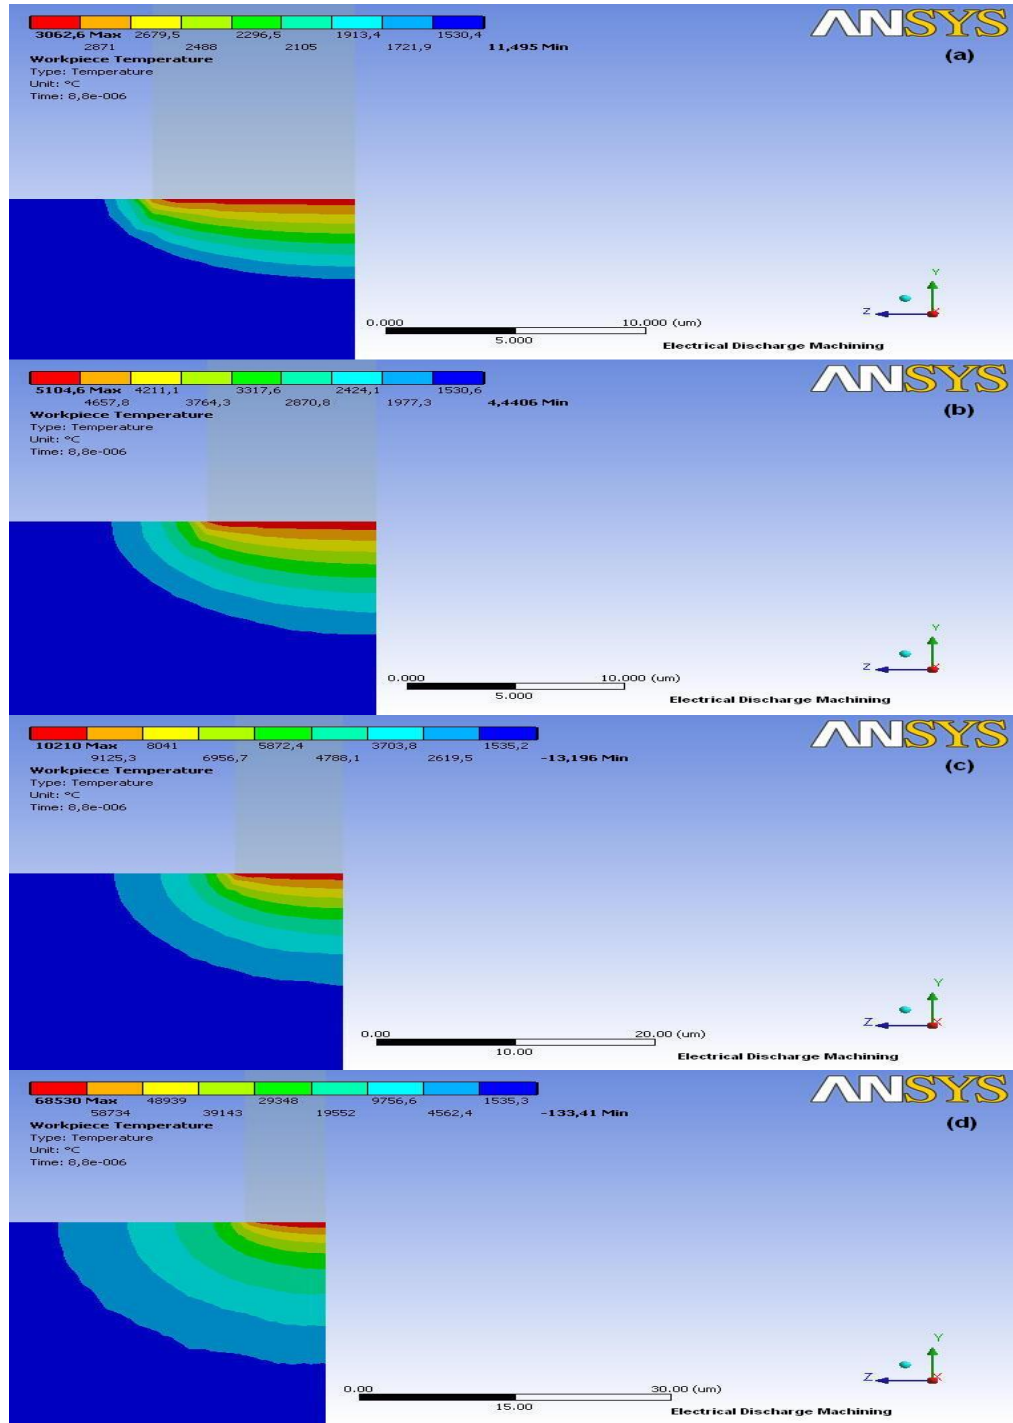 ANSYS
(a)
3062,6 Max 2679,5 2296,5 1913,4 1530,4
2871 2488 2105 1721,9 11,495 Min
Workpiece Temperature
Type: Temperature
Unit: °C
Time: 8,8e-006
Y
Z
X
0.000 10.000 (um)
5.000
Electrical Discharge Machining
ANSYS
(b)
5104,6 Max 4211,1 3317,6 2424,1 1530,6
4657,8 3764,3 2870,8 1977,3 4,4406 Min
Workpiece Temperature
Type: Temperature
Unit: °C
Time: 8,8e-006
Y
Z
X
0.000 10.000 (um)
5.000
Electrical Discharge Machining
ANSYS
(c)
10210 Max 8041 5872,4 3703,8 1535,2
9125,3 6956,7 4788,1 2619,5 -13,196 Min
Workpiece Temperature
Type: Temperature
Unit: °C
Time: 8,8e-006
Y
Z
X
0.00 20.00 (um)
10.00
Electrical Discharge Machining
ANSYS
(d)
68530 Max 48939 29348 9756,6 1535,3
58734 39143 19552 4562,4 -133,41 Min
Workpiece Temperature
Type: Temperature
Unit: °C
Time: 8,8e-006
Y
Z
X
0.00 30.00 (um)
15.00
Electrical Discharge Machining